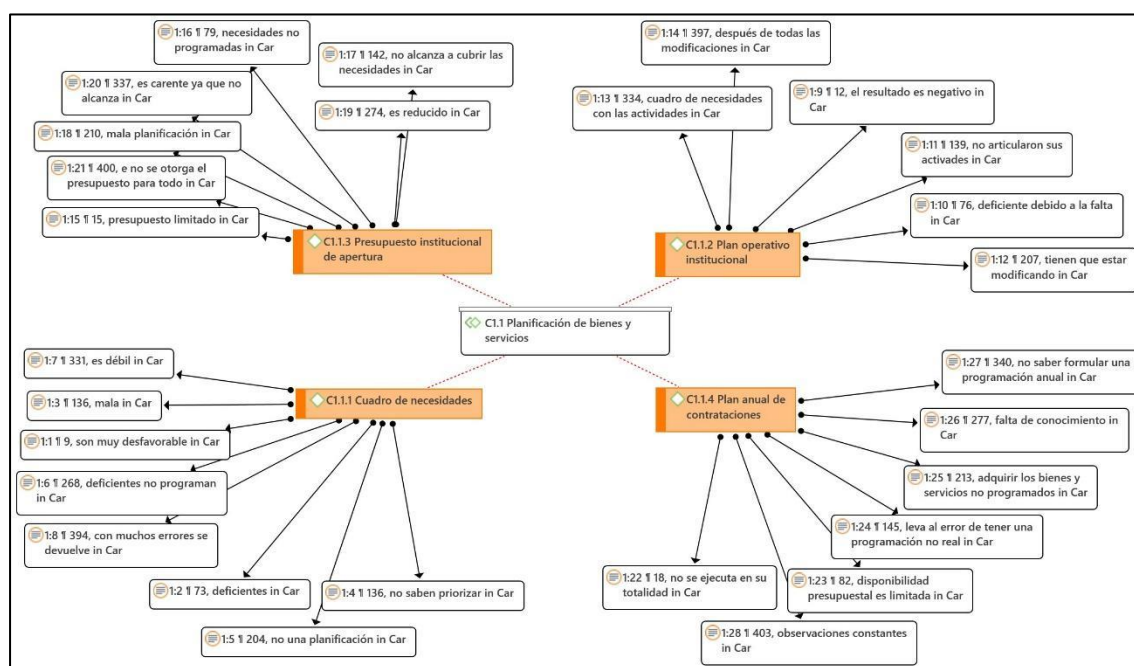 1:16 ¶ 79, necesidades no
programadas in Car
1:17 ¶ 142, no alcanza a cubrir las
necesidades in Car
1:20 ¶ 337, es carente ya que no
alcanza in Car
1:19 ¶ 274, es reducido in Car
1:18 ¶ 210, mala planificación in Car
1:21 ¶ 400, e no se otorga el
presupuesto para todo in Car
1:15 ¶ 15, presupuesto limitado in Car
C1.1.3 Presupuesto institucional
de apertura
1:14 ¶ 397, después de todas las
modificaciones in Car
1:13 ¶ 334, cuadro de necesidades
con las actividades in Car
1:9 ¶ 12, el resultado es negativo in
Car
1:11 ¶ 139, no articularon sus
activades in Car
1:10 ¶ 76, deficiente debido a la falta
in Car
1:12 ¶ 207, tienen que estar
modificando in Car
C1.1.2 Plan operativo
institucional
C1.1 Planificación de bienes y
servicios
1:7 ¶ 331, es débil in Car
1:3 ¶ 136, mala in Car
1:1 ¶ 9, son muy desfavorable in Car
1:6 ¶ 268, deficientes no programan
in Car
1:8 ¶ 394, con muchos errores se
devuelve in Car
1:2 ¶ 73, deficientes in Car
1:4 ¶ 136, no saben priorizar in Car
1:5 ¶ 204, no una planificación in Car
C1.1.1 Cuadro de necesidades
C1.1.4 Plan anual de
contrataciones
1:27 ¶ 340, no saber formular una
programación anual in Car
1:26 ¶ 277, falta de conocimiento in
Car
1:25 ¶ 213, adquirir los bienes y
servicios no programados in Car
1:24 ¶ 145, leva al error de tener una
programación no real in Car
1:22 ¶ 18, no se ejecuta en su
totalidad in Car
1:23 ¶ 82, disponibilidad
presupuestal es limitada in Car
1:28 ¶ 403, observaciones constantes
in Car